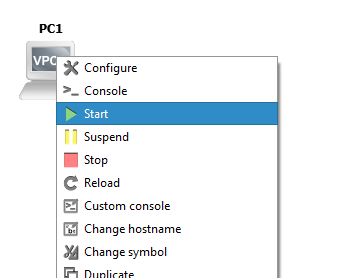 PC1
VPC
Configure
Console
Start
Suspend
Stop
Reload
Custom console
Change hostname
Change symbol
Duplicate